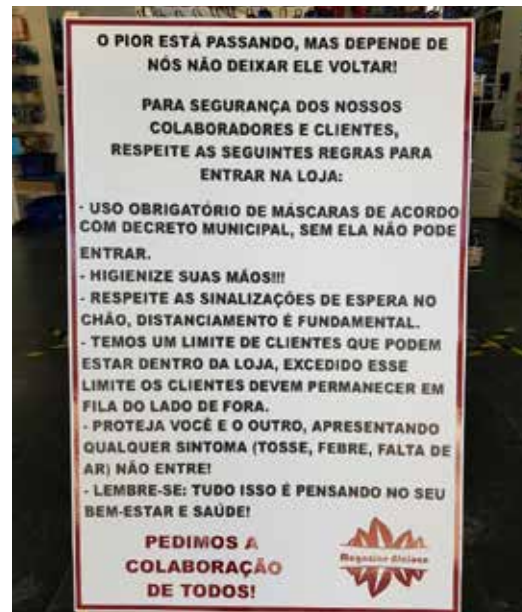 O PIOR ESTÁ PASSANDO, MAS DEPENDE DE
NÓS NÃO DEIXAR ELE VOLTAR!
PARA SEGURANÇA DOS NOSSOS
COLABORADORES E CLIENTES,
RESPEITE AS SEGUINTES REGRAS PARA
ENTRAR NA LOJA:
- USO OBRIGATÓRIO DE MÁSCARAS DE ACORDO
COM DECRETO MUNICIPAL, SEM ELA NÃO PODE
ENTRAR.
- HIGIENIZE SUAS MÃOS!!!
- RESPEITE AS SINALIZAÇÕES DE ESPERA NO
CHÃO, DISTANCIAMENTO É FUNDAMENTAL.
- TEMOS UM LIMITE DE CLIENTES QUE PODEM
ESTAR DENTRO DA LOJA, EXCEDIDO ESSE
LIMITE OS CLIENTES DEVEM PERMANECER EM
FILA DO LADO DE FORA.
- PROTEJA VOCÊ E O OUTRO, APRESENTANDO
QUALQUER SINTOMA (TOSSE, FEBRE, FALTA DE
AR) NÃO ENTRE!
- LEMBRE-SE: TUDO ISSO É PENSANDO NO SEU
BEM-ESTAR E SAÚDE!
PEDIMOS A
COLABORAÇÃO
DE TODOS!
Magazine